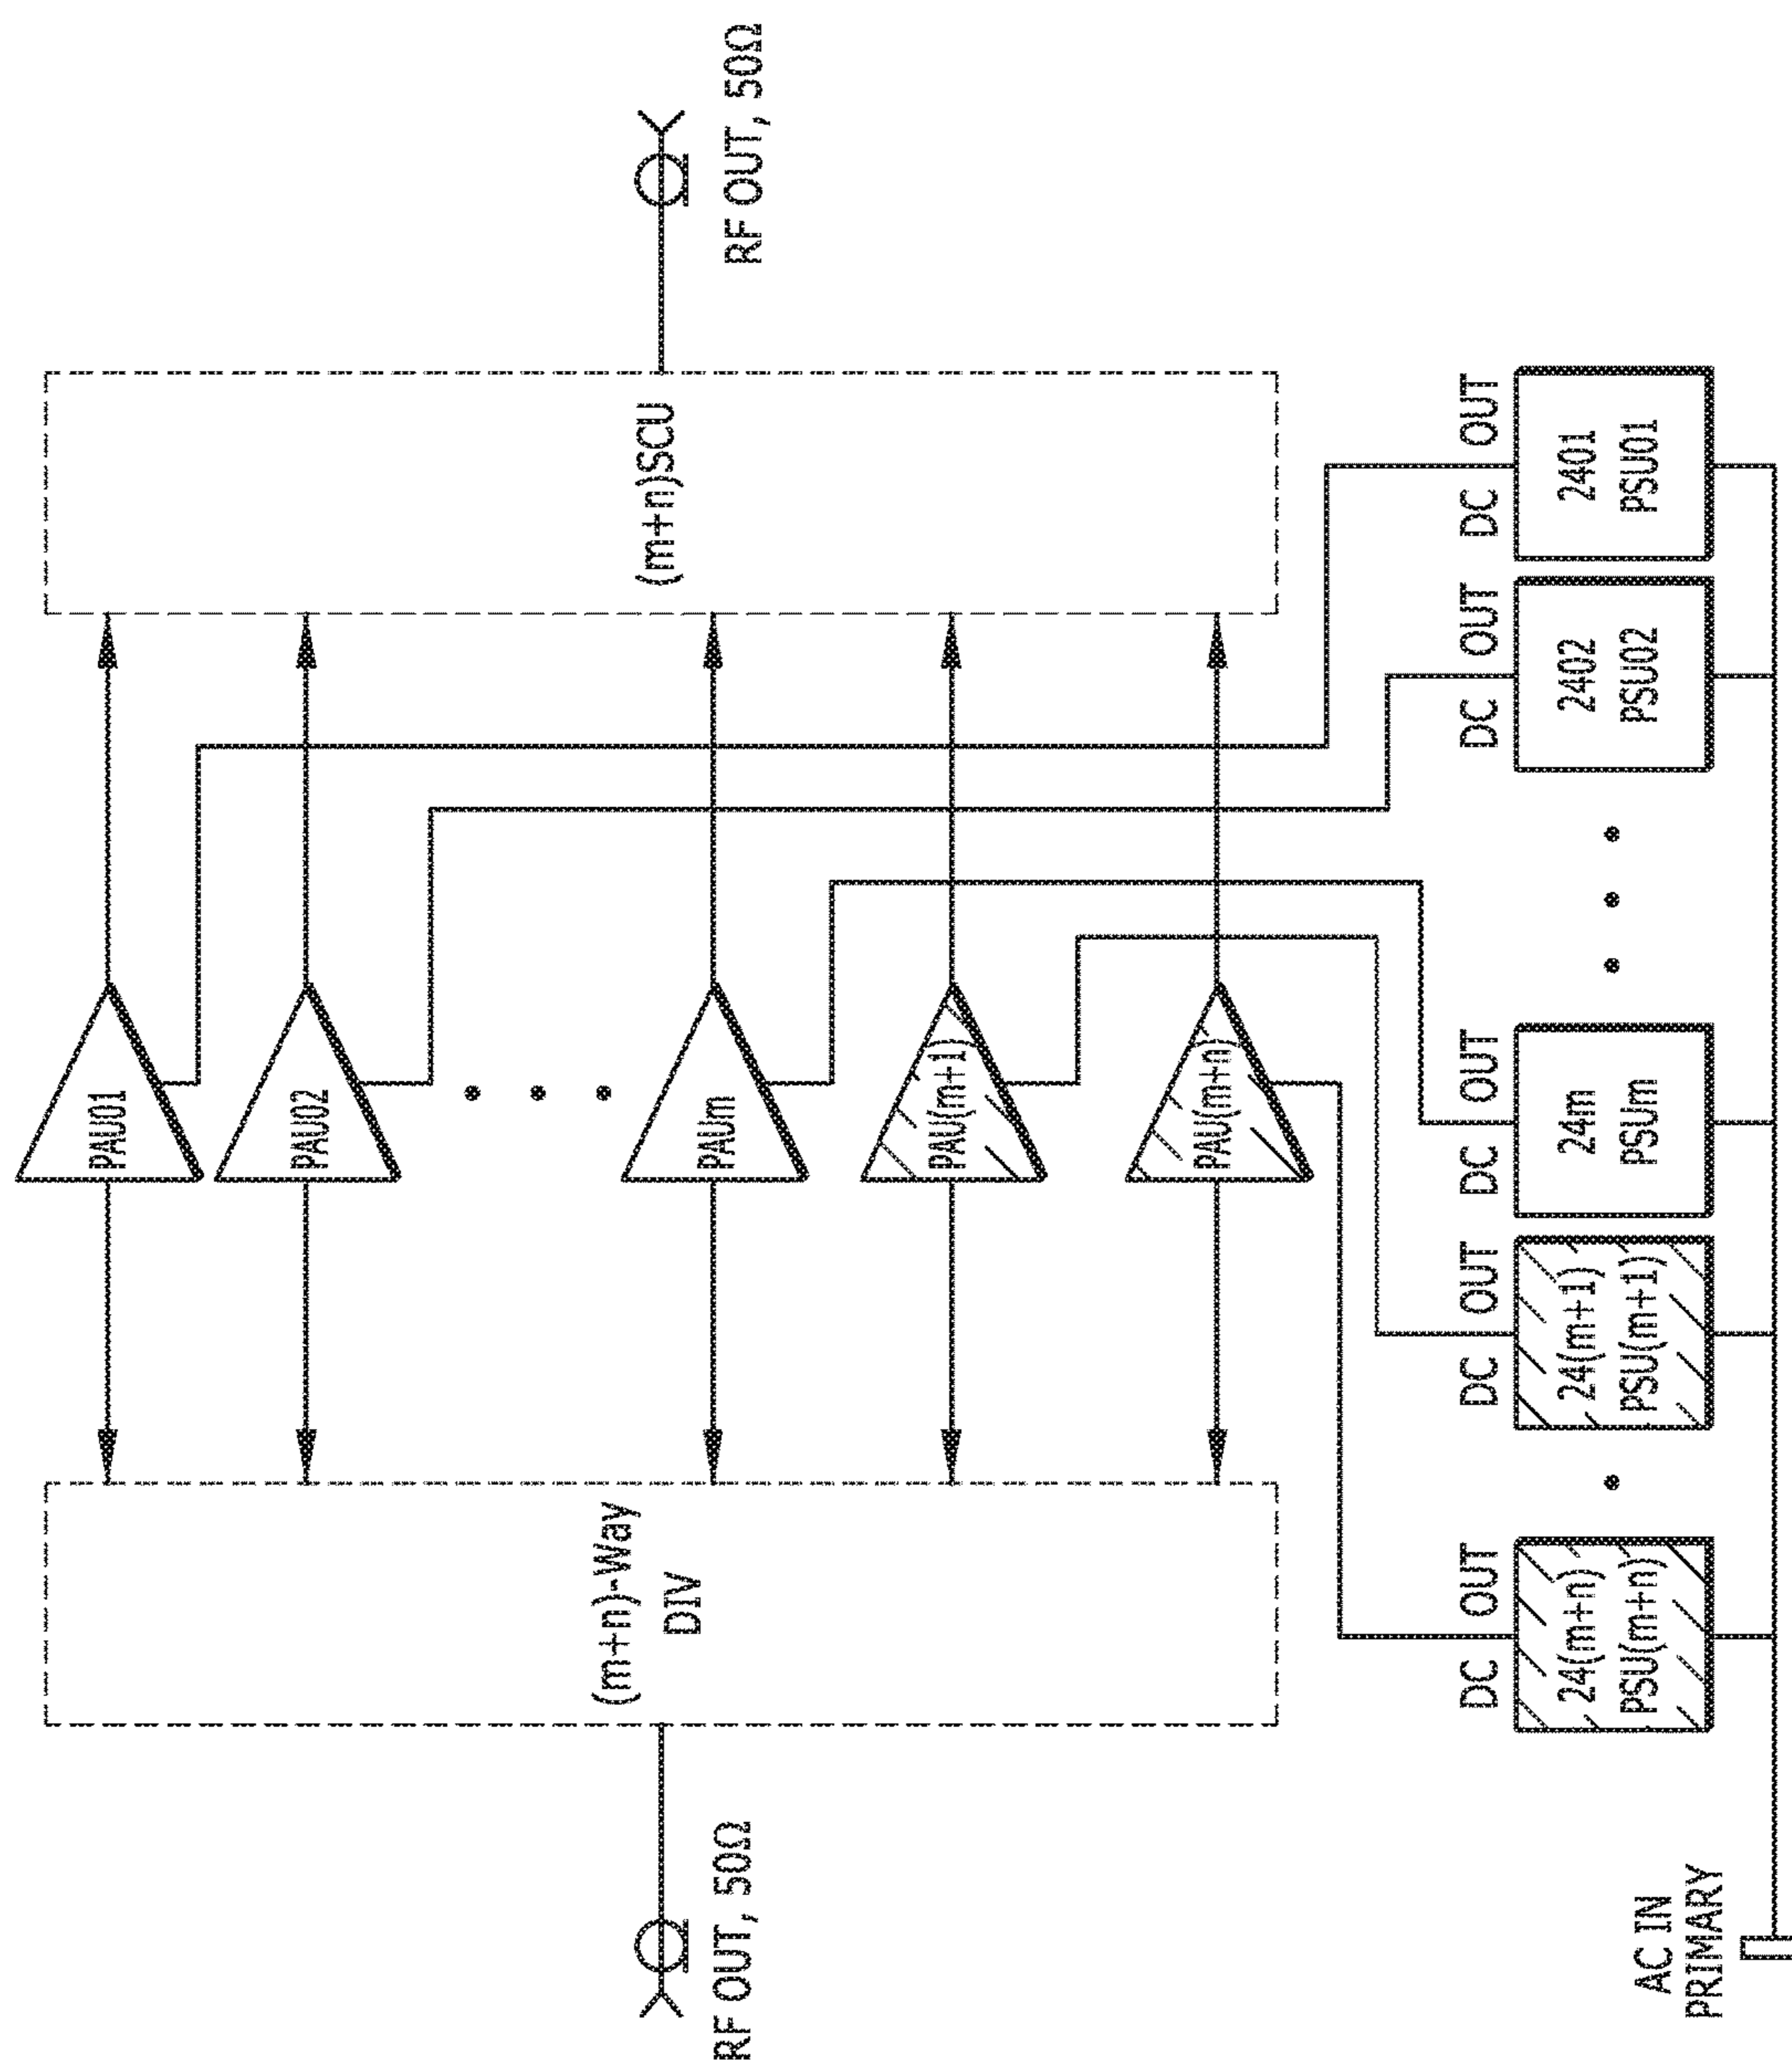 PAU01
PAU02
PAUm
PAU(m+1)
PAU(m+n)
(m+n)-Way
DIV
(m+n)SCU
RF OUT, 50Ω
RF OUT, 50Ω
DC OUT
24(m+n)
PSU(m+n)
DC OUT
24(m+1)
PSU(m+1)
DC OUT
24m
PSUm
DC OUT
2402
PSU02
DC OUT
2401
PSU01
AC IN
PRIMARY